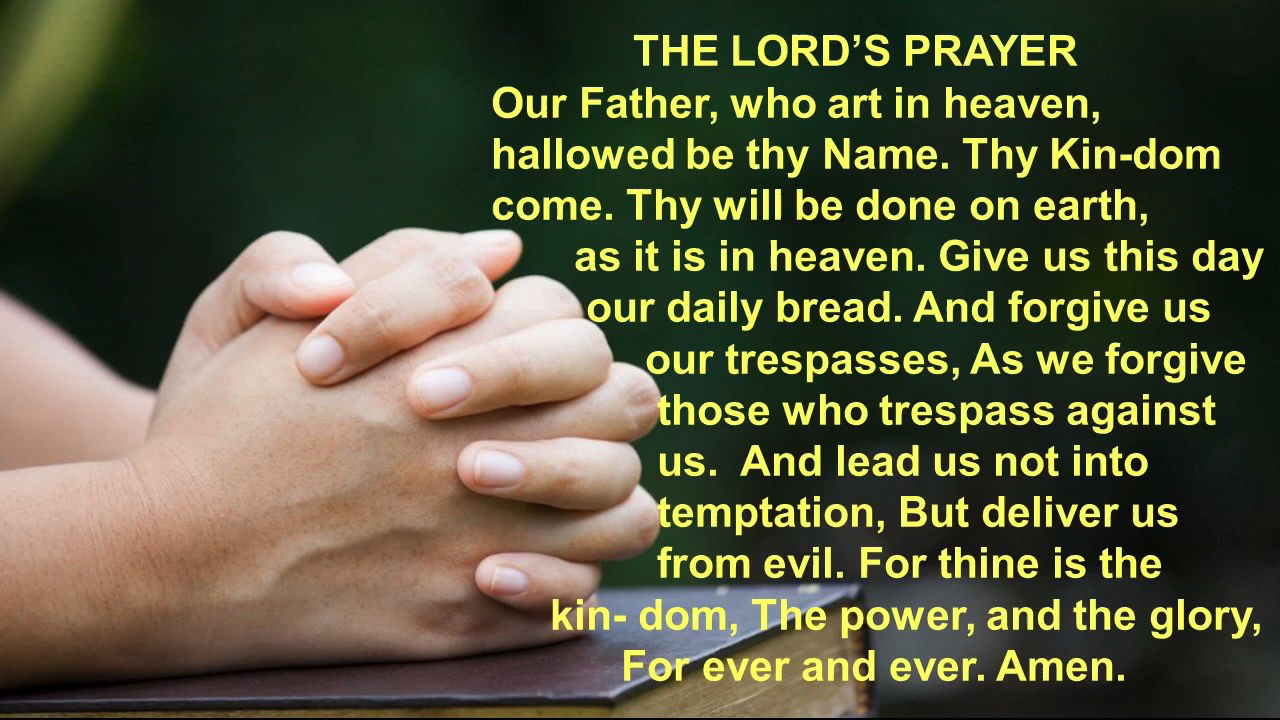 THE LORD’S PRAYER
Our Father, who art in heaven,
hallowed be thy Name. Thy Kin-dom
come. Thy will be done on earth,
as it is in heaven. Give us this day
our daily bread. And forgive us
our trespasses, As we forgive
those who trespass against
us.  And lead us not into
temptation, But deliver us
from evil. For thine is the
kin- dom, The power, and the glory,
For ever and ever. Amen.